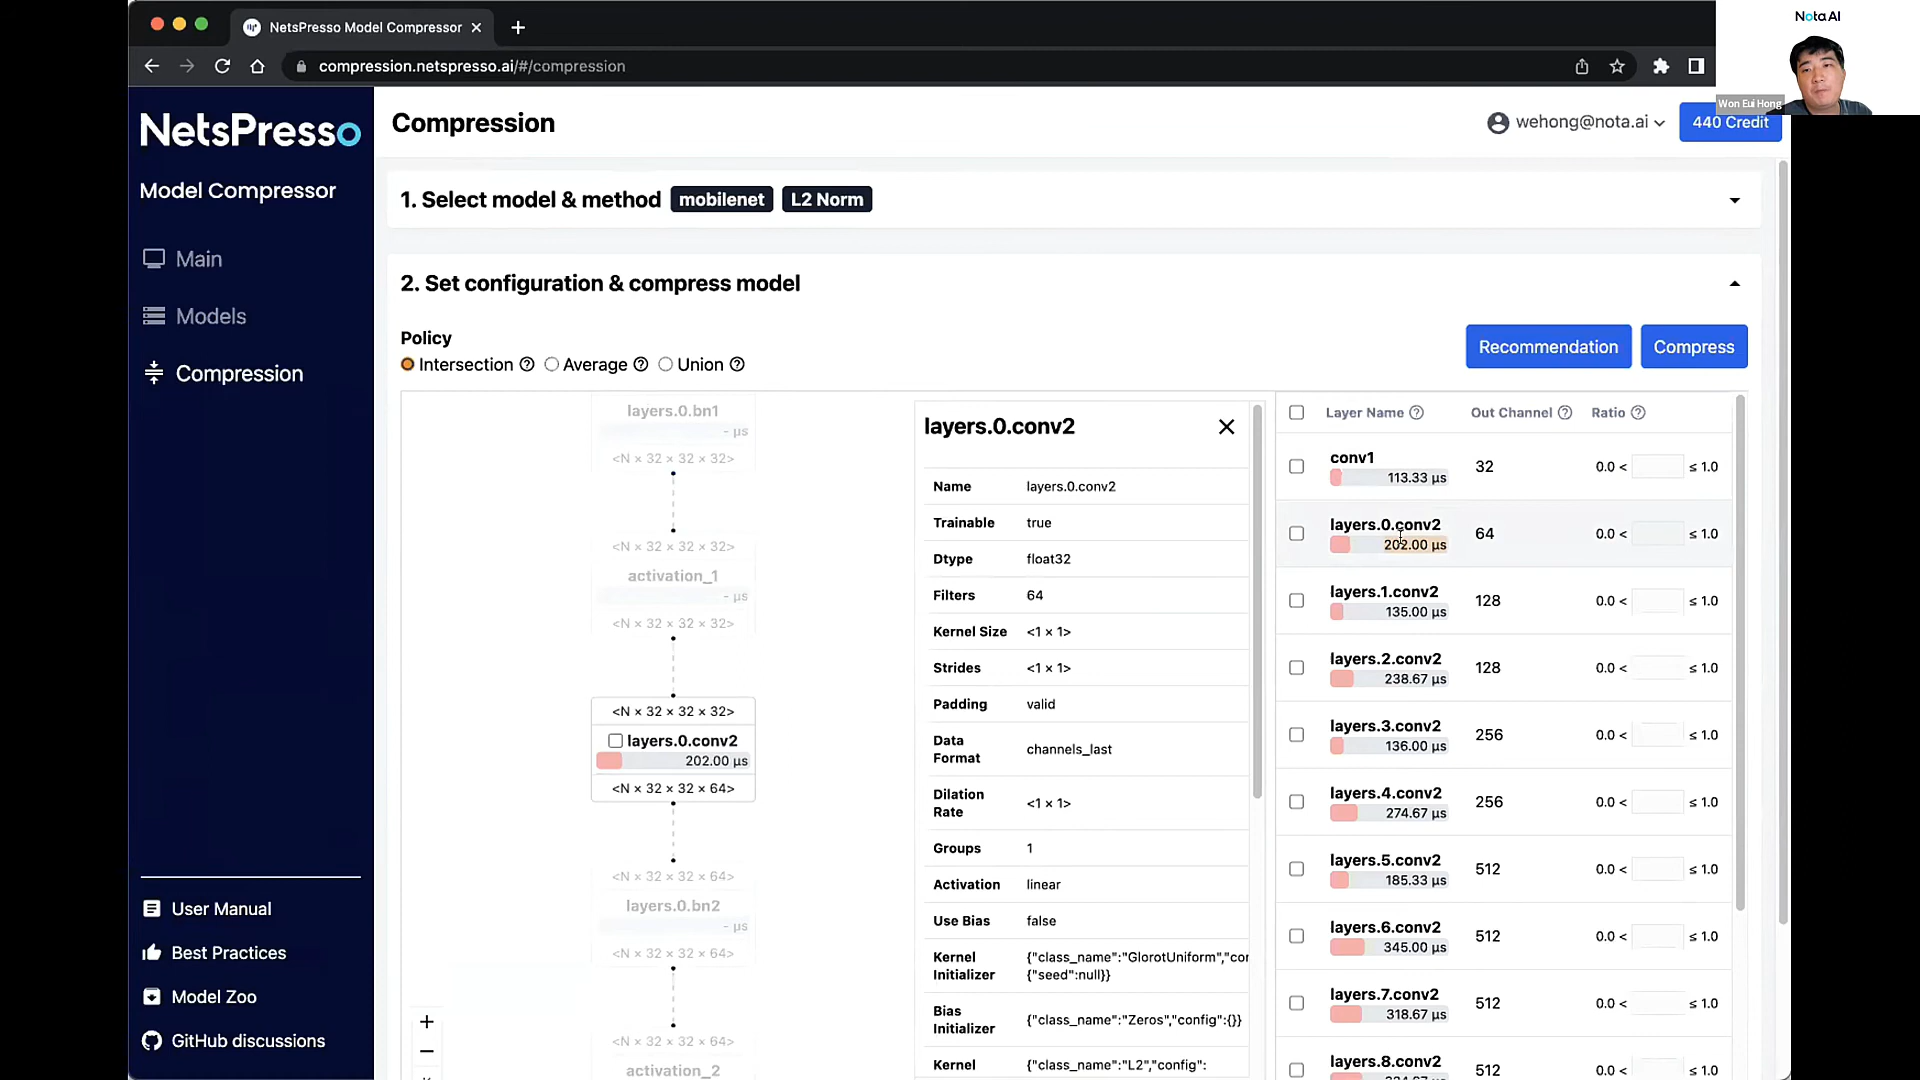 NetsPresso Model Compressor
compression.netspresso.ai/#/compression
Nota AI
Won Eui Hong
NetsPresso
Model Compressor
Main
Models
Compression
User Manual
Best Practices
Model Zoo
GitHub discussions
Compression
wehong@nota.ai
440 Credit
1. Select model & method mobilenet L2 Norm
2. Set configuration & compress model
Policy
Intersection Average Union
Recommendation Compress
layers.0.bn1
- µs
<N × 32 × 32 × 32>
<N × 32 × 32 × 32>
activation_1
- µs
<N × 32 × 32 × 32>
<N × 32 × 32 × 32>
layers.0.conv2
202.00 µs
<N × 32 × 32 × 64>
<N × 32 × 32 × 64>
layers.0.bn2
- µs
<N × 32 × 32 × 64>
<N × 32 × 32 × 64>
activation_2
layers.0.conv2
Name layers.0.conv2
Trainable true
Dtype float32
Filters 64
Kernel Size <1 × 1>
Strides <1 × 1>
Padding valid
Data Format channels_last
Dilation Rate <1 × 1>
Groups 1
Activation linear
Use Bias false
Kernel Initializer {"class_name":"GlorotUniform","cor
{"seed":null}}
Bias Initializer {"class_name":"Zeros","config":{}}
Kernel {"class_name":"L2","config":
Layer Name Out Channel Ratio
conv1 32 0.0 < ≤ 1.0
113.33 µs
layers.0.conv2 64 0.0 < ≤ 1.0
202.00 µs
layers.1.conv2 128 0.0 < ≤ 1.0
135.00 µs
layers.2.conv2 128 0.0 < ≤ 1.0
238.67 µs
layers.3.conv2 256 0.0 < ≤ 1.0
136.00 µs
layers.4.conv2 256 0.0 < ≤ 1.0
274.67 µs
layers.5.conv2 512 0.0 < ≤ 1.0
185.33 µs
layers.6.conv2 512 0.0 < ≤ 1.0
345.00 µs
layers.7.conv2 512 0.0 < ≤ 1.0
318.67 µs
layers.8.conv2 512 0.0 < ≤ 1.0